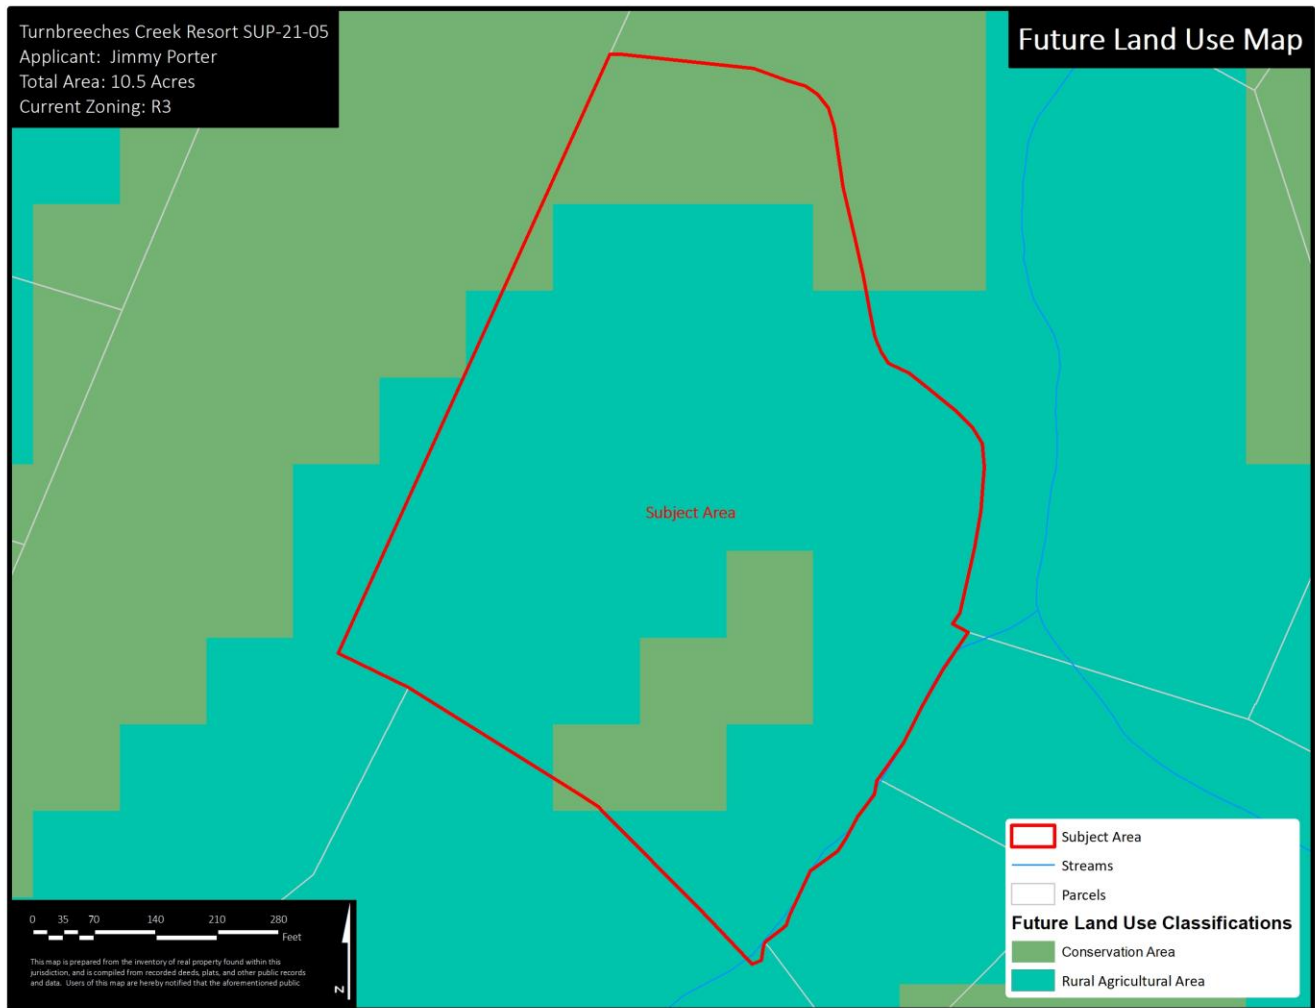 Turnbreeches Creek Resort SUP-21-05
Applicant: Jimmy Porter
Total Area: 10.5 Acres
Current Zoning: R3
Future Land Use Map
Subject Area
Subject Area
Streams
Parcels
Future Land Use Classifications
Conservation Area
Rural Agricultural Area
0 35 70 140 210 280
Feet
This map is prepared from the inventory of real property found within this
jurisdiction, and is compiled from recorded deeds, plats, and other public records
and data. Users of this map are hereby notified that the aforementioned public
N